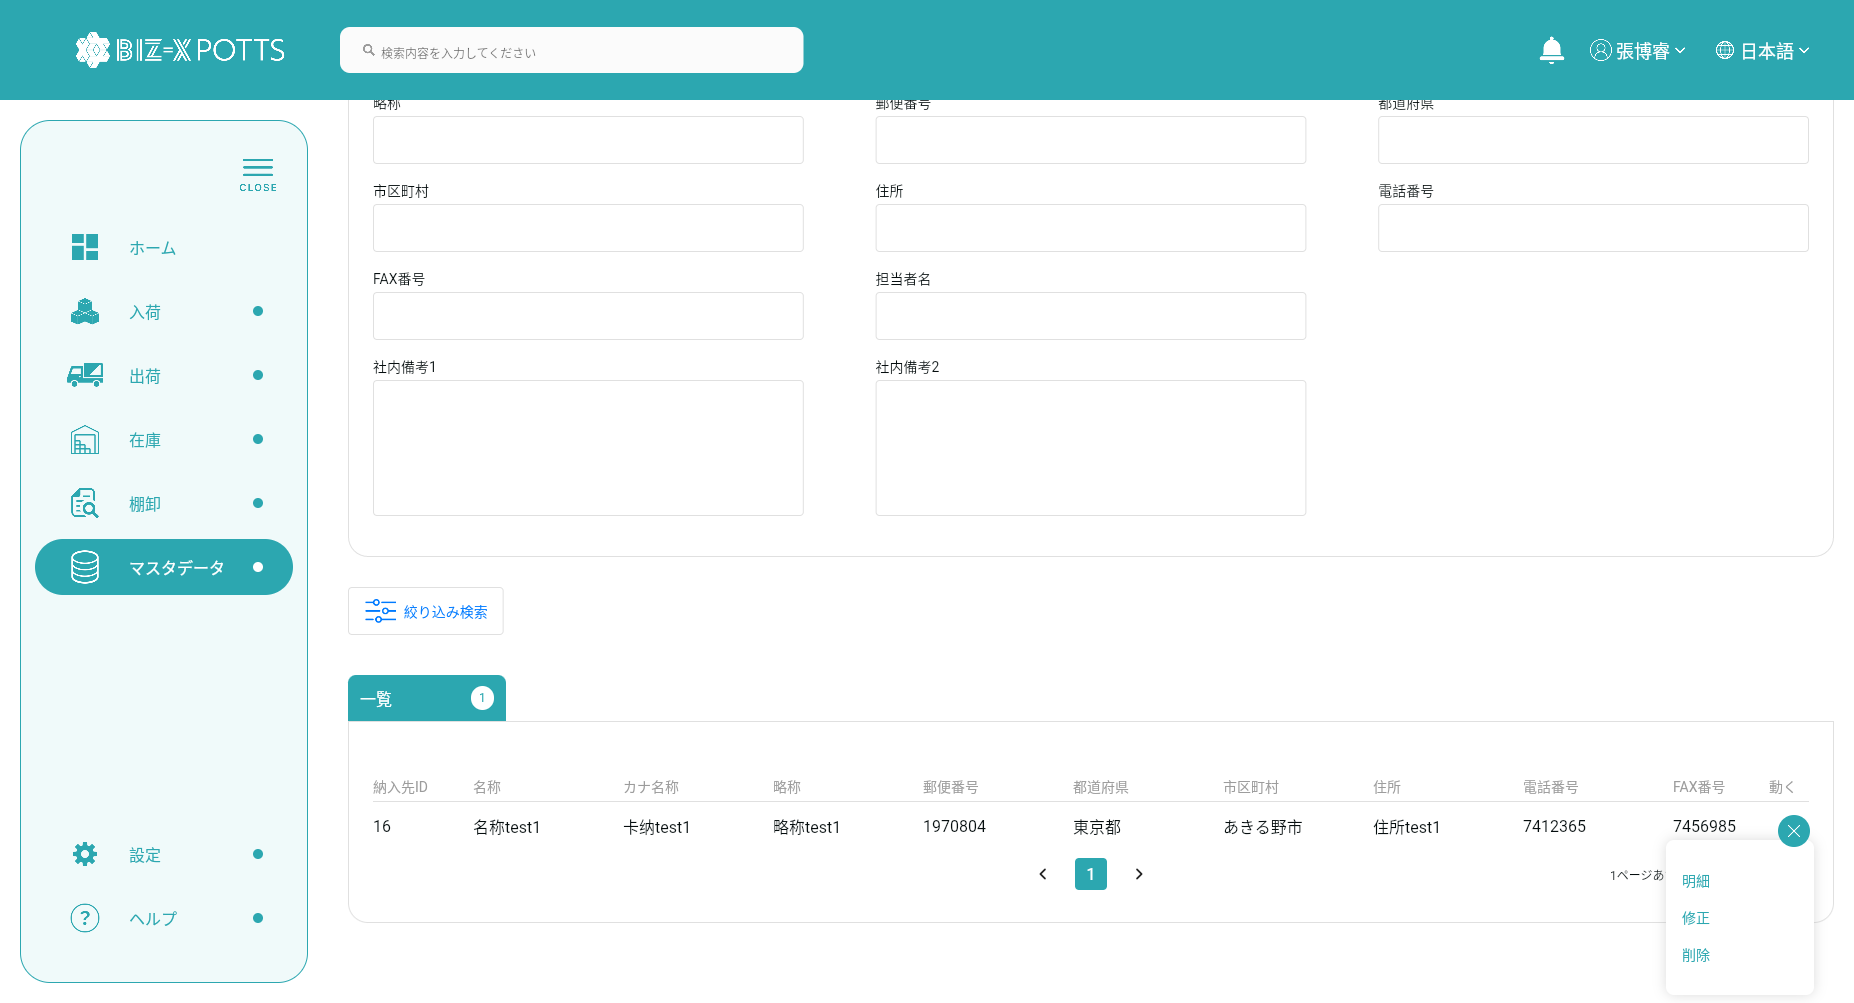 BIZ=X POTTS
検索内容を入力してください
張博睿
日本語
CLOSE
ホーム
入荷
出荷
在庫
棚卸
マスタデータ
設定
ヘルプ
略称 郵便番号 都道府県
市区町村 住所 電話番号
FAX番号 担当者名
社内備考1 社内備考2
絞り込み検索
一覧 1
納入先ID 名称 カナ名称 略称 郵便番号 都道府県 市区町村 住所 電話番号 FAX番号 動く
16 名称test1 卡纳test1 略称test1 1970804 東京都 あきる野市 住所test1 7412365 7456985
1
1ページあ
明細
修正
削除